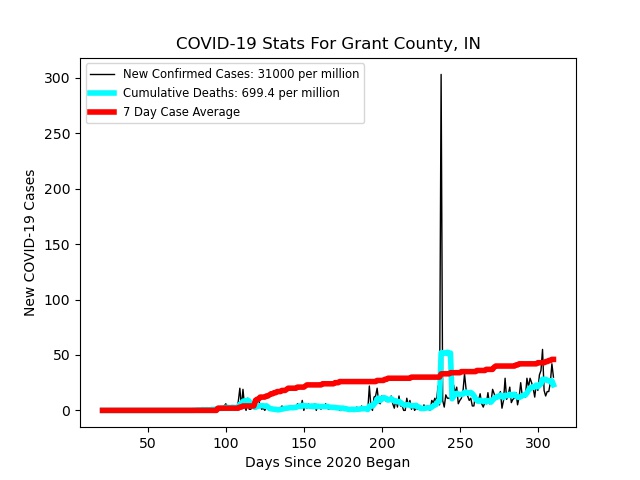 COVID-19 Stats For Grant County, IN
New Confirmed Cases: 31000 per million
Cumulative Deaths: 699.4 per million
7 Day Case Average
New COVID-19 Cases
300
250
200
150
100
50
0
50 100 150 200 250 300
Days Since 2020 Began